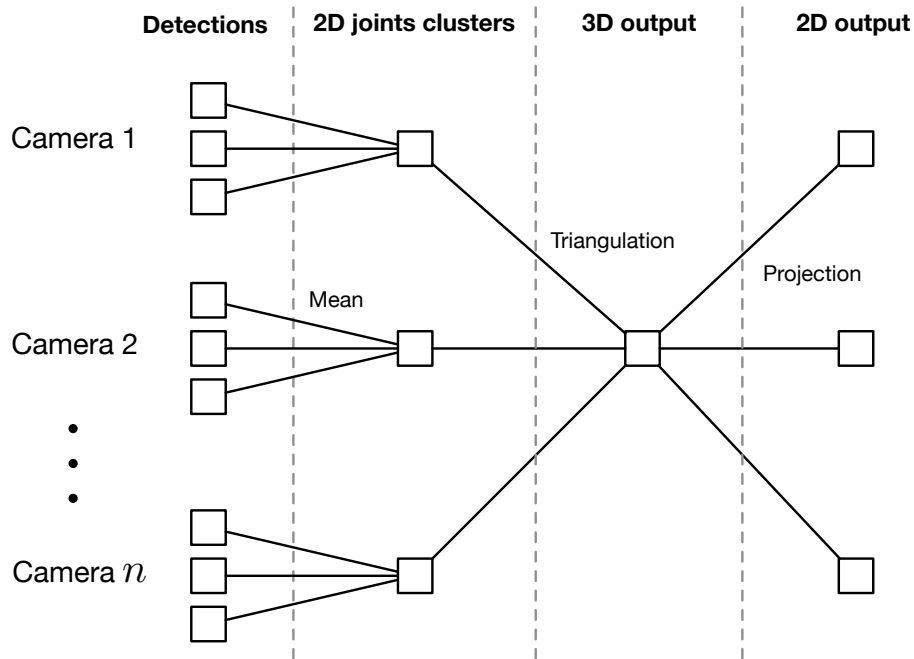 Detections
2D joints clusters
3D output
2D output
Camera 1
Triangulation
Projection
Mean
Camera 2
Camera n